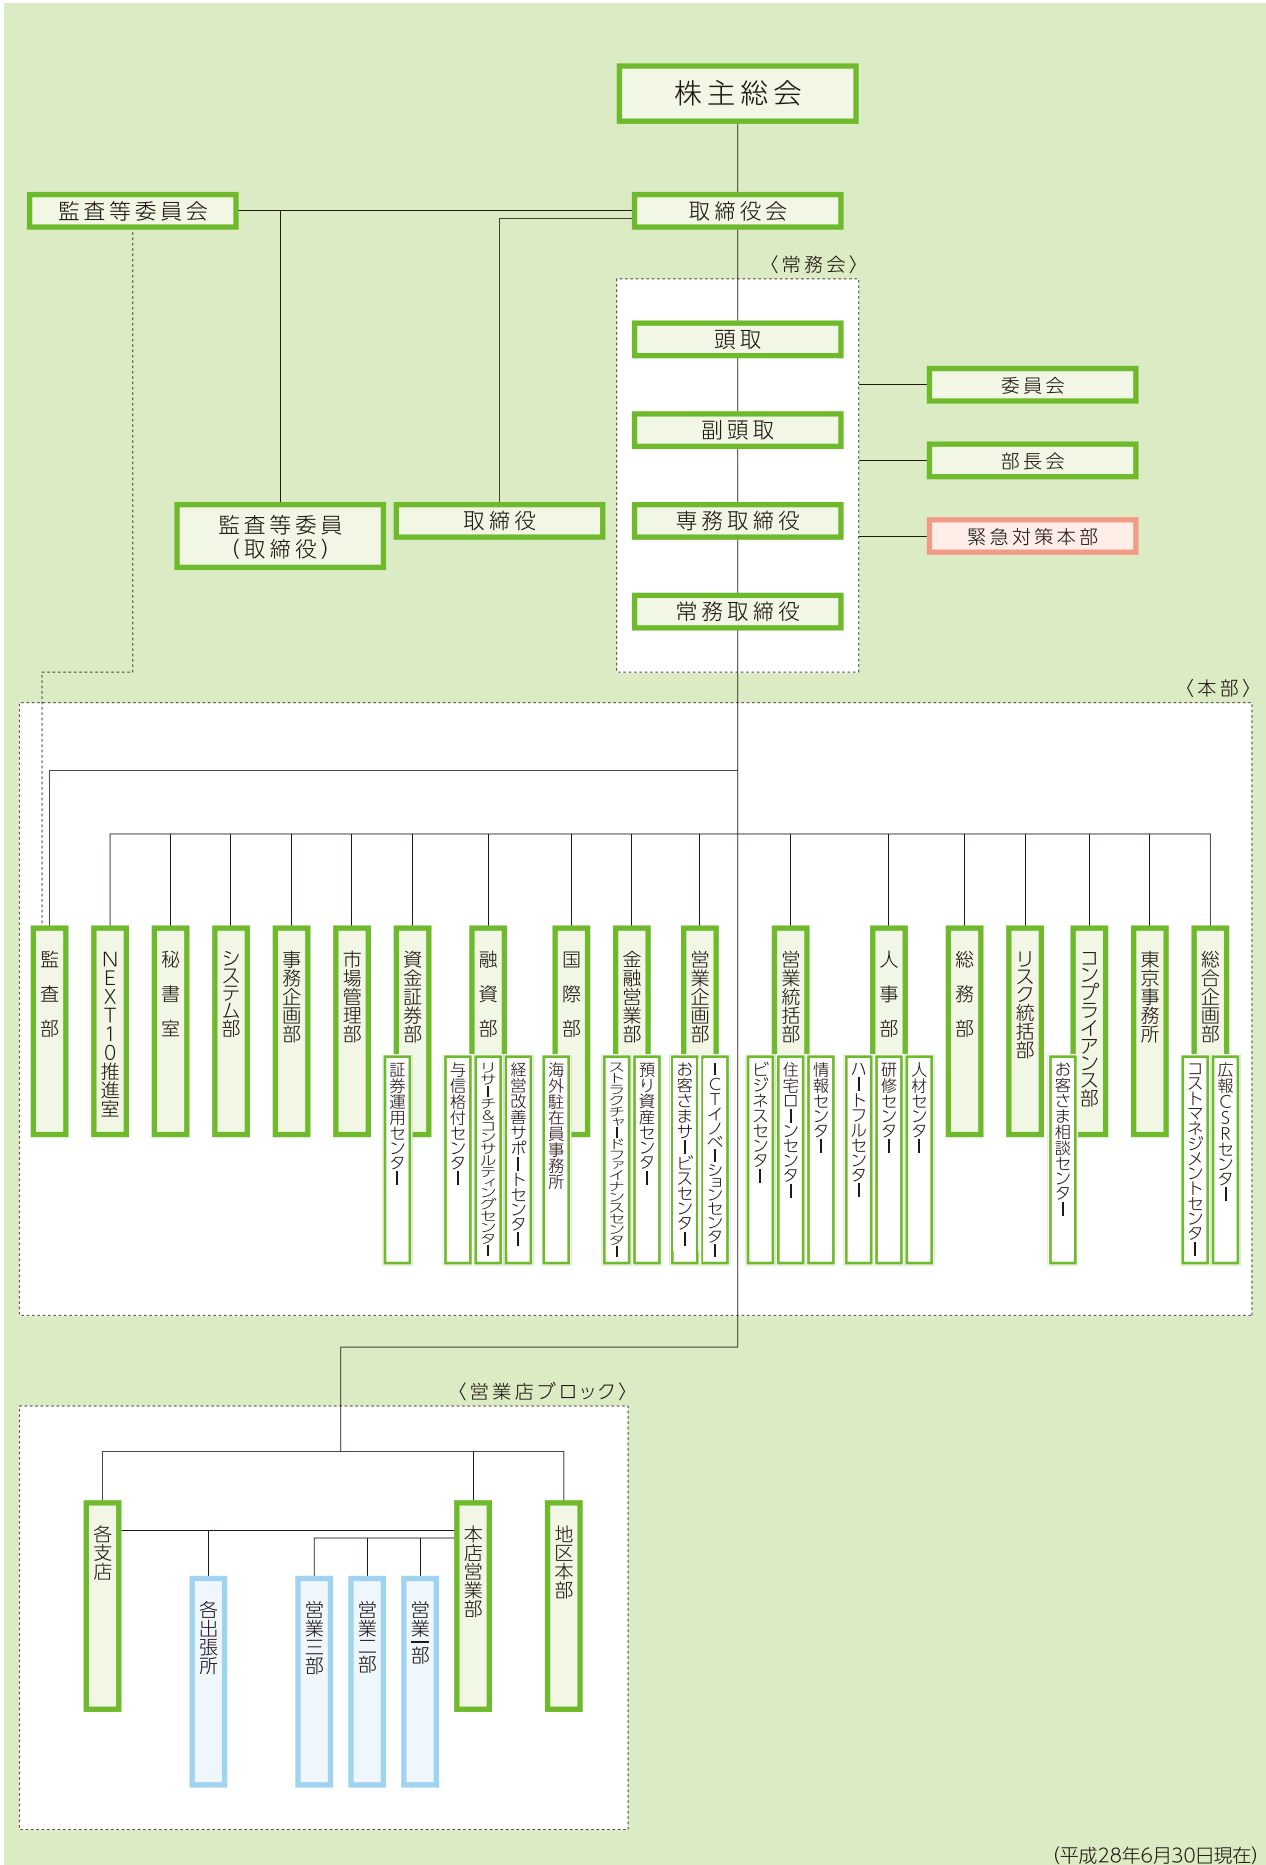 株主総会
監査等委員会
取締役会
〈常務会〉
頭取
委員会
副頭取
部長会
監査等委員
（取締役）
取締役
専務取締役
緊急対策本部
常務取締役
〈本部〉
総合企画部
広報CSRセンター
コストマネジメントセンター
東京事務所
コンプライアンス部
お客さま相談センター
リスク統括部
総務部
人事部
人材センター
研修センター
ハートフルセンター
営業統括部
情報センター
住宅ローンセンター
ビジネスセンター
営業企画部
ICTイノベーションセンター
お客さまサービスセンター
金融営業部
預り資産センター
ストラクチャードファイナンスセンター
国際部
海外駐在員事務所
融資部
経営改善サポートセンター
リサーチ&コンサルティングセンター
与信格付センター
資金証券部
証券運用センター
市場管理部
事務企画部
システム部
秘書室
NEXT10推進室
監査部
〈営業店ブロック〉
地区本部
本店営業部
営業一部
営業二部
営業三部
各出張所
各支店
(平成28年6月30日現在)